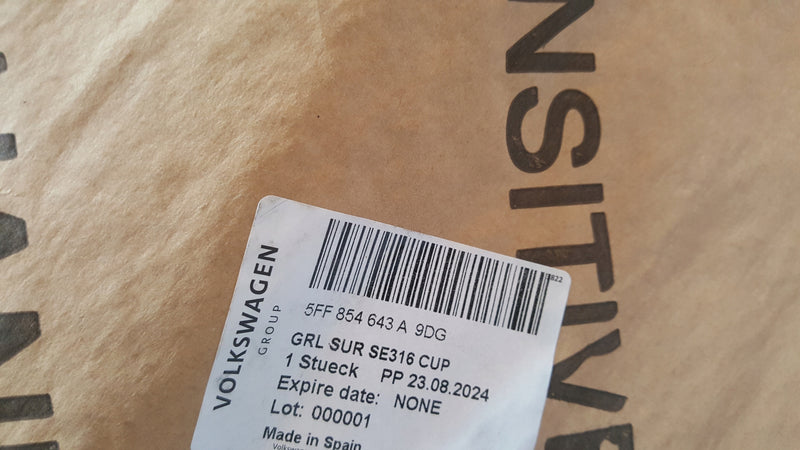 VOLKSWAGEN
GROUP
5FF 854 643 A 9DG
GRL SUR SE316 CUP
1 Stueck PP 23.08.2024
Expire date: NONE
Lot: 000001
Made in Spain
NSITIVE